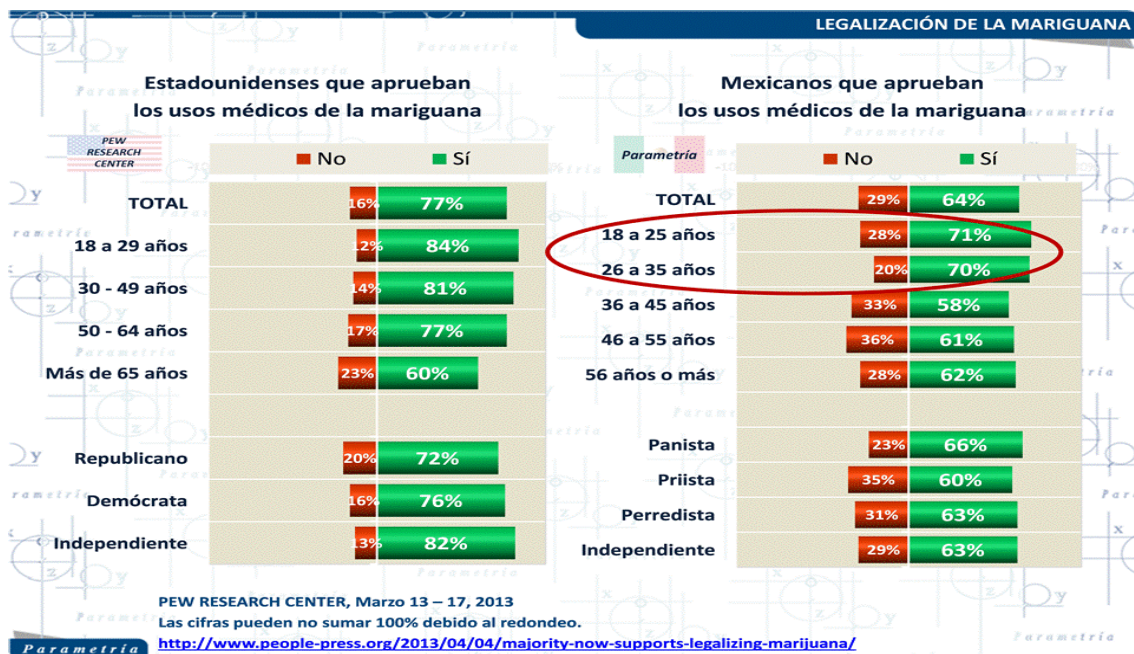 LEGALIZACIÓN DE LA MARIGUANA
Estadounidenses que aprueban
los usos médicos de la mariguana
PEW
RESEARCH
CENTER
No Sí
TOTAL 16% 77%
18 a 29 años 12% 84%
30 - 49 años 14% 81%
50 - 64 años 17% 77%
Más de 65 años 23% 60%
Republicano 20% 72%
Demócrata 16% 76%
Independiente 13% 82%
Mexicanos que aprueban
los usos médicos de la mariguana
Parametría
No Sí
TOTAL 29% 64%
18 a 25 años 28% 71%
26 a 35 años 20% 70%
36 a 45 años 33% 58%
46 a 55 años 36% 61%
56 años o más 28% 62%
Panista 23% 66%
Priista 35% 60%
Perredista 31% 63%
Independiente 29% 63%
PEW RESEARCH CENTER, Marzo 13 – 17, 2013
Las cifras pueden no sumar 100% debido al redondeo.
http://www.people-press.org/2013/04/04/majority-now-supports-legalizing-marijuana/
Parametría